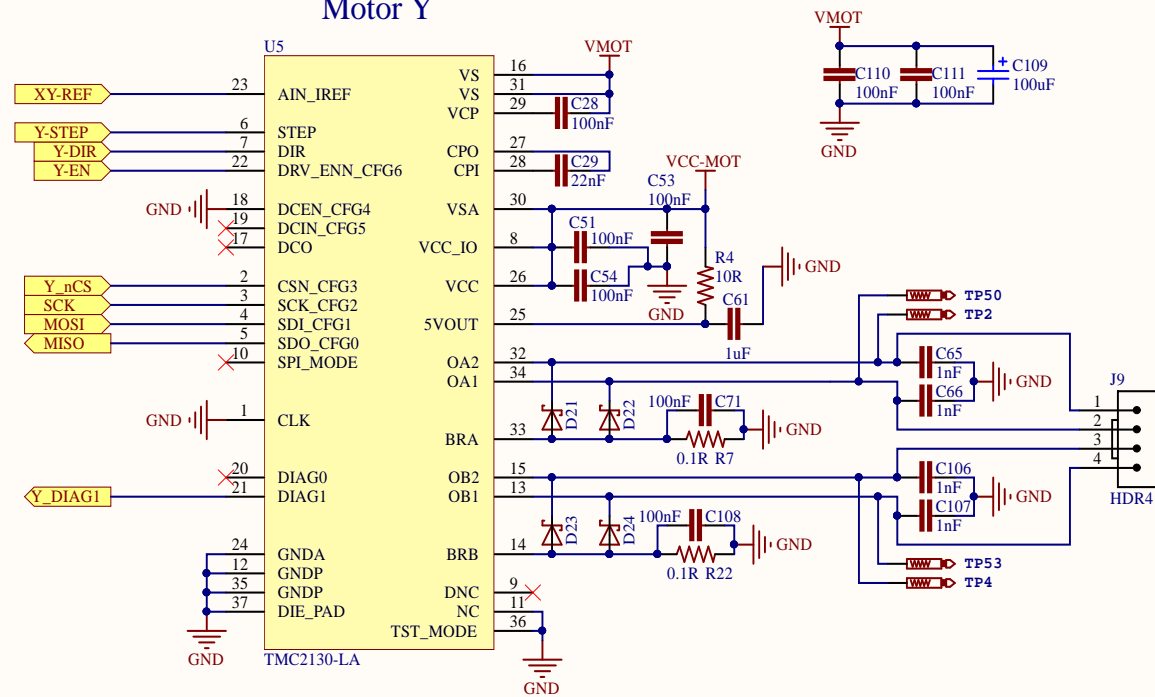 Motor Y
U5
XY-REF 23 AIN_IREF
Y-STEP 6 STEP
Y-DIR 7 DIR
Y-EN 22 DRV_ENN_CFG6
GND 18 DCEN_CFG4
19 DCIN_CFG5
17 DCO
Y_nCS 2 CSN_CFG3
SCK 3 SCK_CFG2
MOSI 4 SDI_CFG1
MISO 5 SDO_CFG0
10 SPI_MODE
GND 1 CLK
20 DIAG0
Y_DIAG1 21 DIAG1
24 GNDA
12 GNDP
35 GNDP
37 DIE_PAD
GND
TMC2130-LA
VS 16
VS 31
VCP 29
CPO 27
CPI 28
VSA 30
VCC_IO 8
VCC 26
5VOUT 25
OA2 32
OA1 34
BRA 33
OB2 15
OB1 13
BRB 14
DNC 9
NC 11
TST_MODE 36
GND
VMOT
C28
100nF
C29
22nF
VCC-MOT
C53
100nF
C51
100nF
C54
100nF
GND
R4
10R
C61
1uF
GND
VMOT
C110
100nF
C111
100nF
C109
+
100uF
GND
TP50
TP2
C65
1nF
C66
1nF
GND
D21
D22
100nF C71
0.1R R7
GND
C106
1nF
C107
1nF
GND
D23
D24
100nF C108
0.1R R22
GND
TP53
TP4
J9
1
2
3
4
HDR4